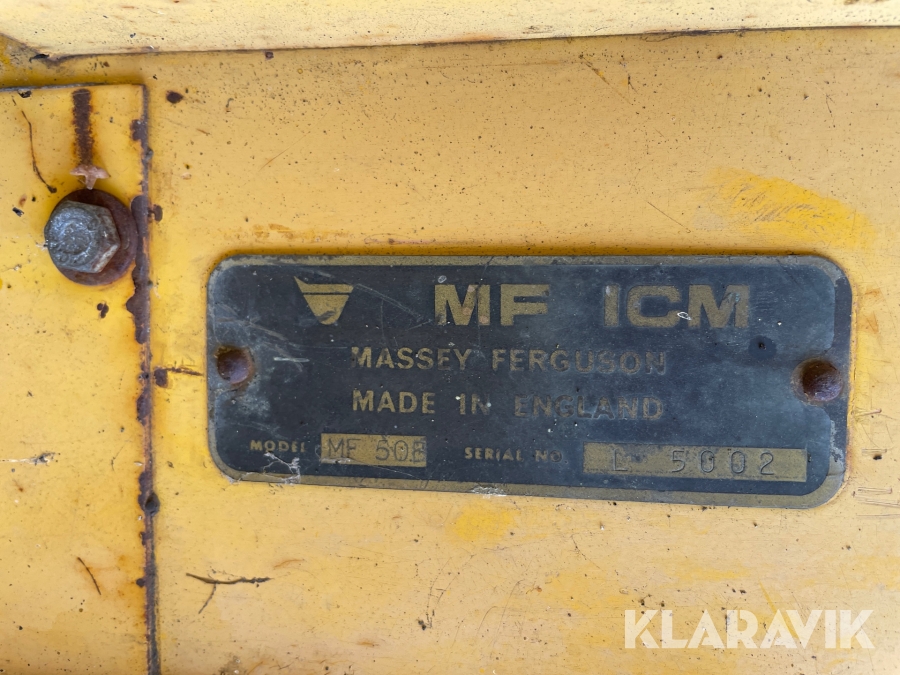 MF ICM
MASSEY FERGUSON
MADE IN ENGLAND
MODEL MF 50B SERIAL NO L 5002
KLARAVIK